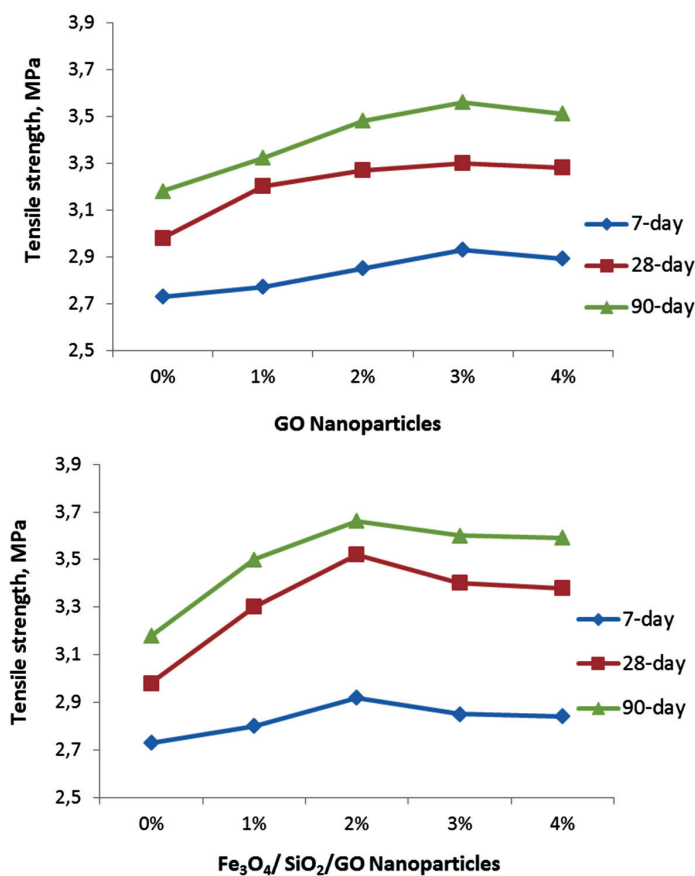 3,9
3,7
3,5
3,3
3,1
2,9
2,7
2,5
Tensile strength, MPa
0% 1% 2% 3% 4%
GO Nanoparticles
7-day
28-day
90-day
3,9
3,7
3,5
3,3
3,1
2,9
2,7
2,5
Tensile strength, MPa
0% 1% 2% 3% 4%
Fe₃O₄/ SiO₂/GO Nanoparticles
7-day
28-day
90-day